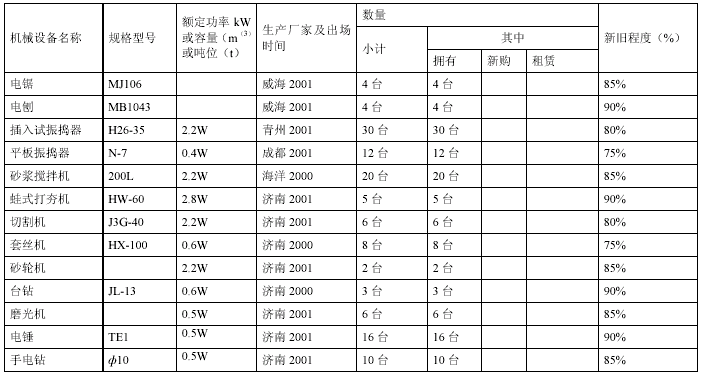 机械设备名称 规格型号 额定功率 kW 或容量（m（3）或吨位（t） 生产厂家及出场时间 数量 新旧程度（%）
小计 其中
拥有 新购 租赁
电锯 MJ106 威海 2001 4 台 4 台 85%
电刨 MB1043 威海 2001 4 台 4 台 90%
插入试振捣器 H26-35 2.2W 青州 2001 30 台 30 台 80%
平板振捣器 N-7 0.4W 成都 2001 12 台 12 台 75%
砂浆搅拌机 200L 2.2W 海洋 2000 20 台 20 台 85%
蛙式打夯机 HW-60 2.8W 济南 2001 5 台 5 台 90%
切割机 J3G-40 2.2W 济南 2001 6 台 6 台 80%
套丝机 HX-100 0.6W 济南 2000 8 台 8 台 75%
砂轮机 2.2W 济南 2001 2 台 2 台 85%
台钻 JL-13 0.6W 济南 2000 3 台 3 台 90%
磨光机 0.5W 济南 2001 6 台 6 台 85%
电锤 TE1 0.5W 济南 2001 16 台 16 台 90%
手电钻 ф10 0.5W 济南 2001 10 台 10 台 85%